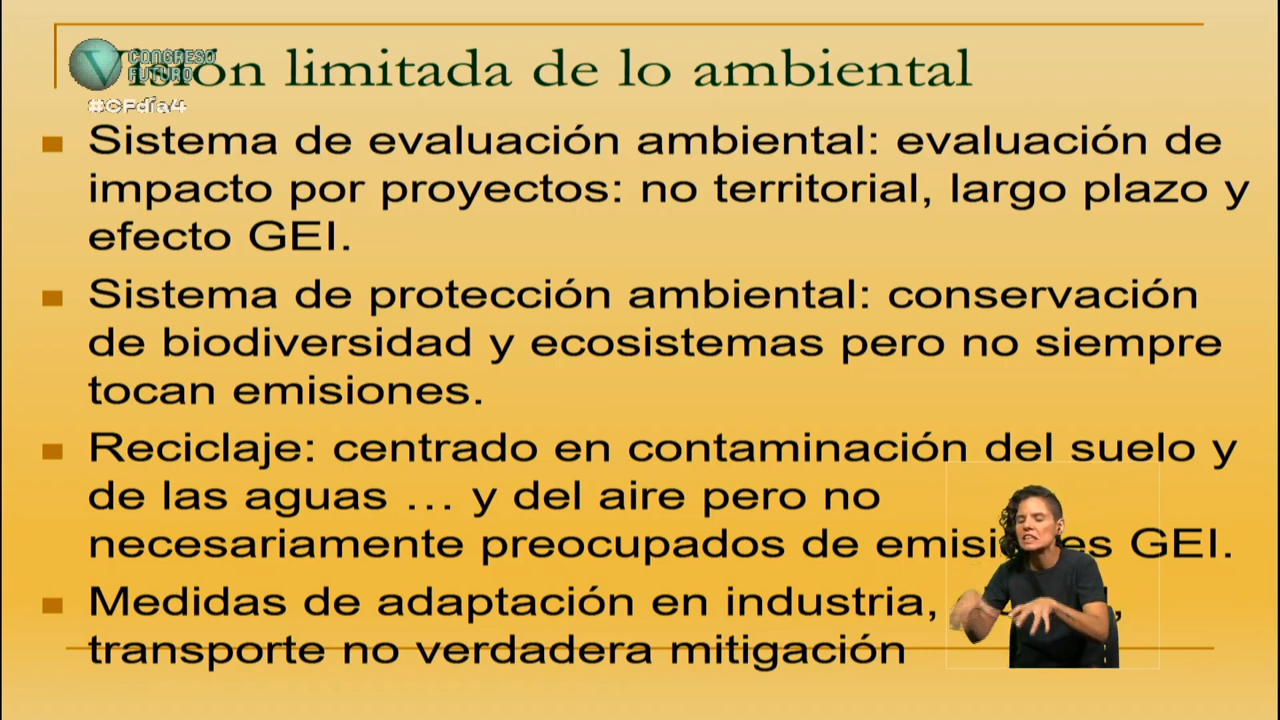 Visión limitada de lo ambiental
CONGRESO
FUTURO
#CFdía4
Sistema de evaluación ambiental: evaluación de
impacto por proyectos: no territorial, largo plazo y
efecto GEI.
Sistema de protección ambiental: conservación
de biodiversidad y ecosistemas pero no siempre
tocan emisiones.
Reciclaje: centrado en contaminación del suelo y
de las aguas … y del aire pero no
necesariamente preocupados de emisiones GEI.
Medidas de adaptación en industria,
transporte no verdadera mitigación